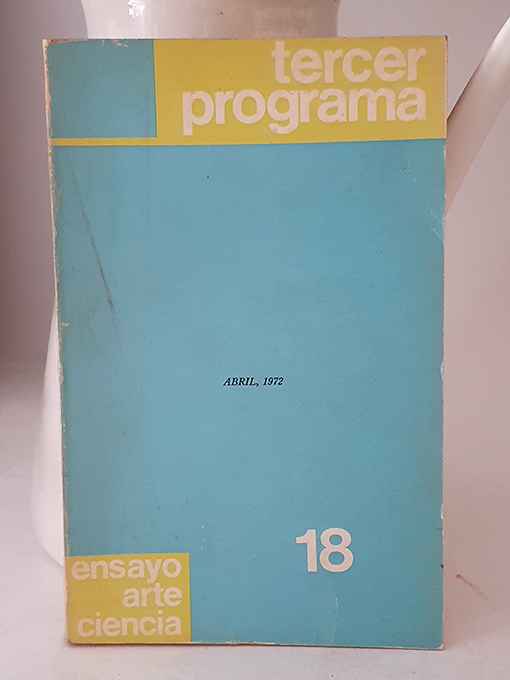 tercer
programa
ABRIL, 1972
18
ensayo
arte
ciencia